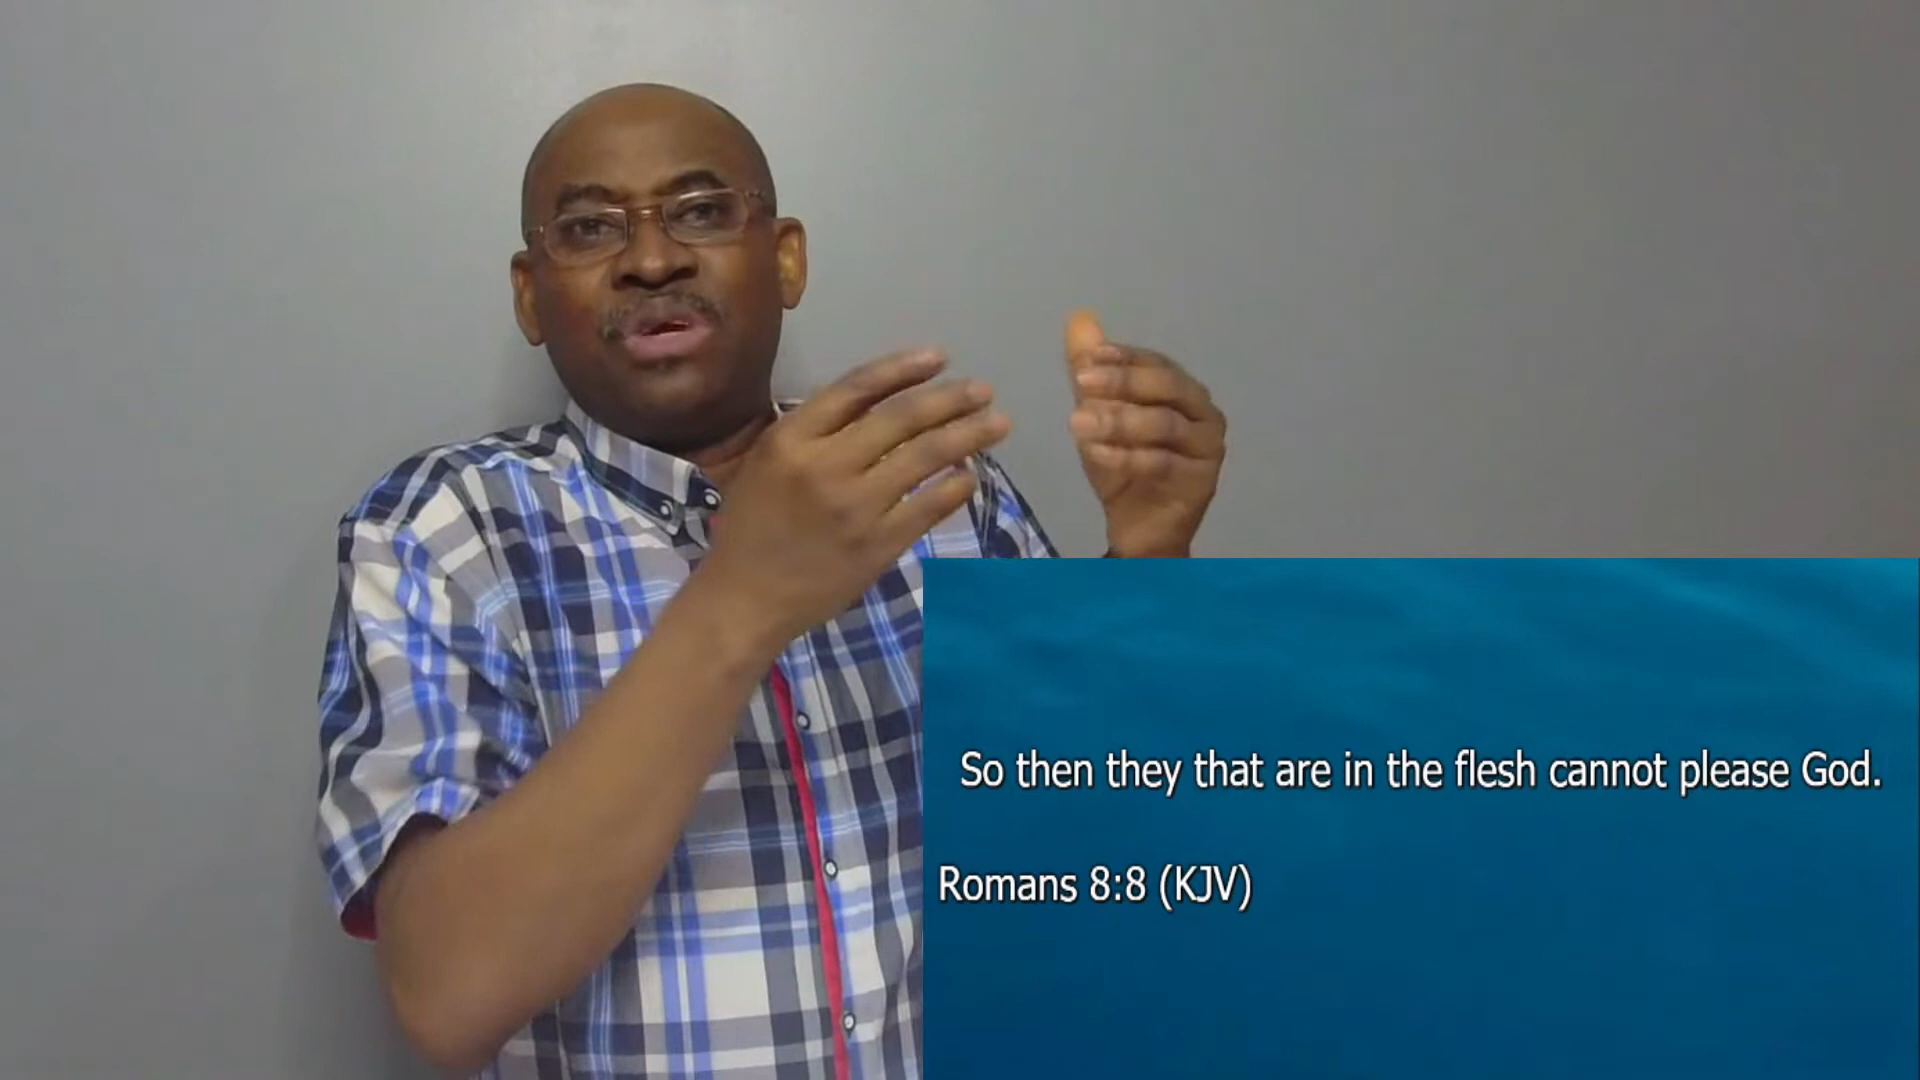 So then they that are in the flesh cannot please God.
Romans 8:8 (KJV)